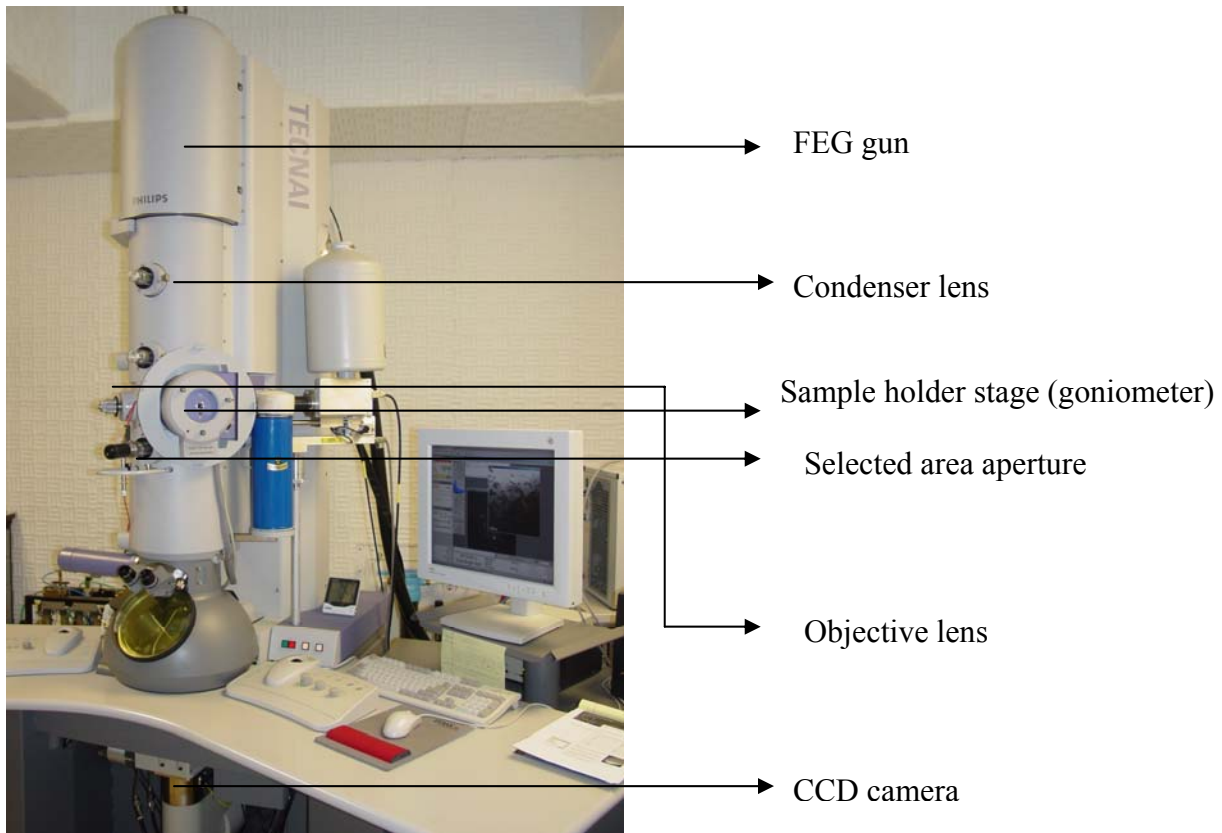 FEG gun
TECNAI
PHILIPS
Condenser lens
Sample holder stage (goniometer)
Selected area aperture
Objective lens
CCD camera